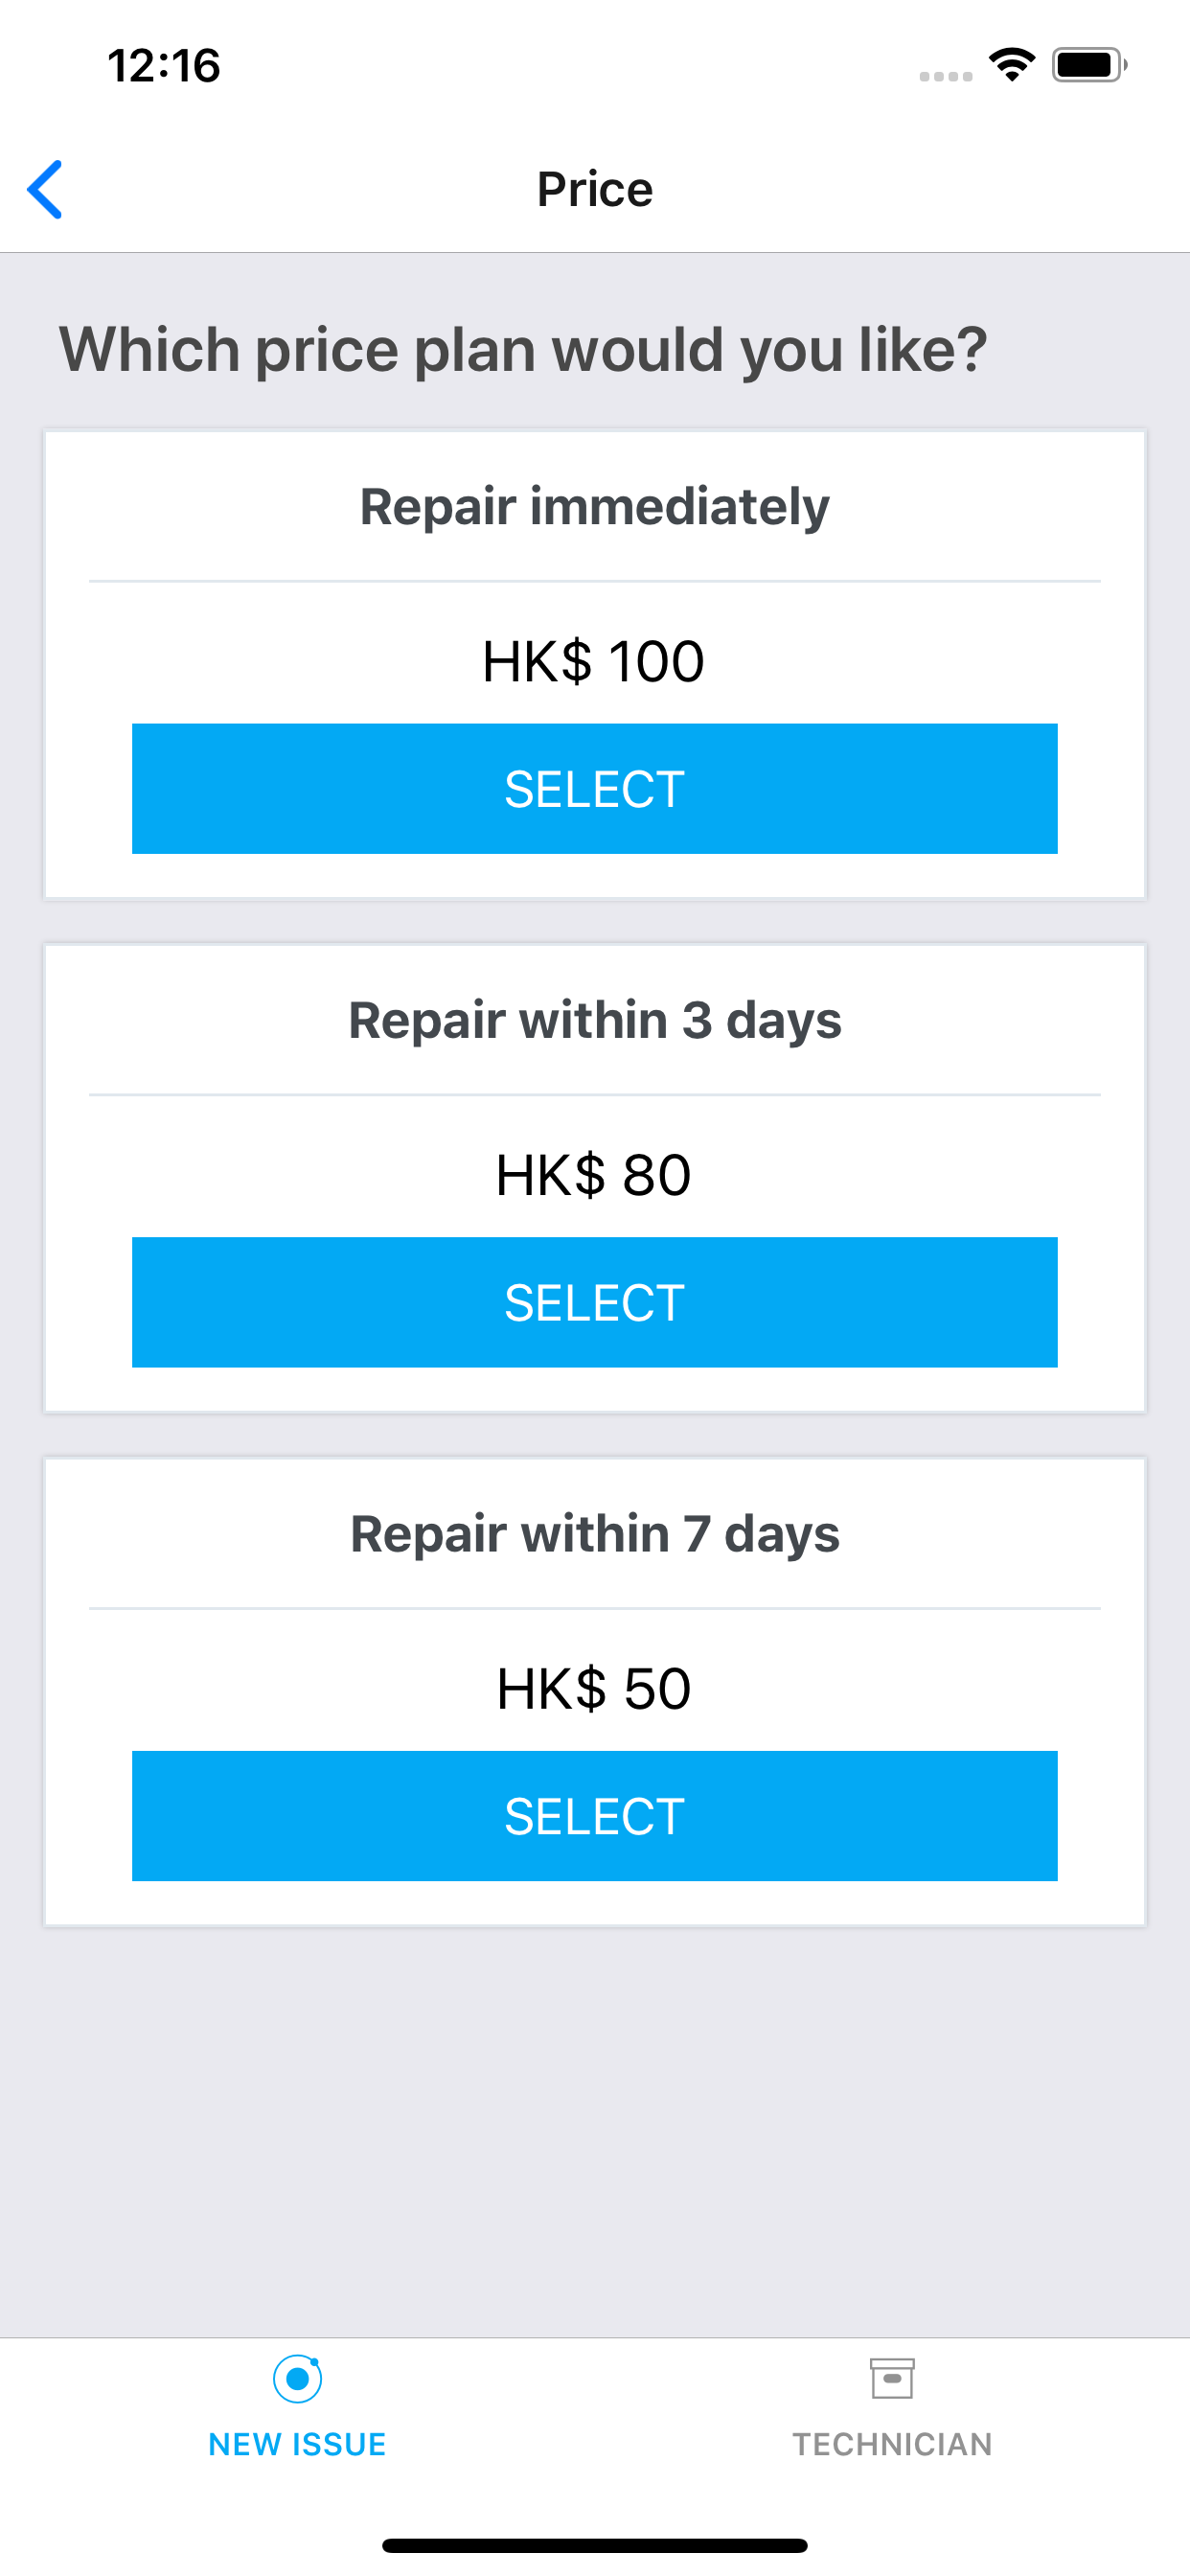 12:16
Price
Which price plan would you like?
Repair immediately
HK$ 100
SELECT
Repair within 3 days
HK$ 80
SELECT
Repair within 7 days
HK$ 50
SELECT
NEW ISSUE
TECHNICIAN